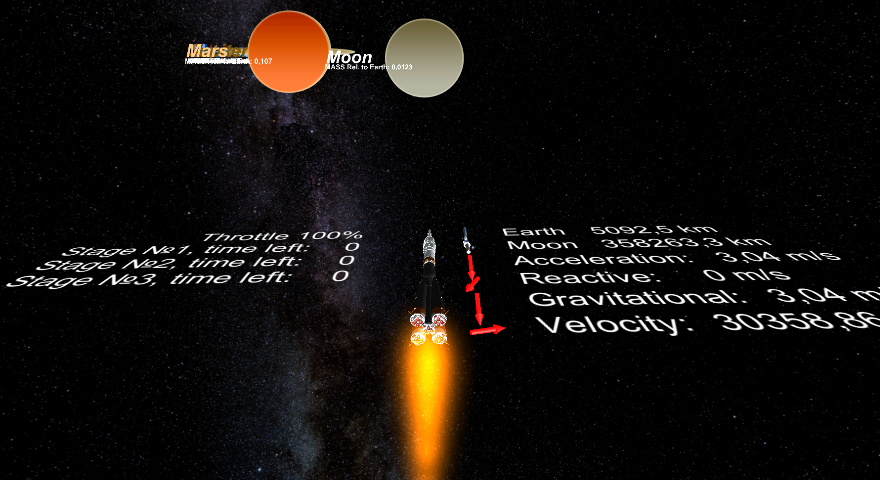 Mars
0,107
Moon
MASS Rel. to Earth: 0,0123
Throttle 100%
Stage №1, time left: 0
Stage №2, time left: 0
Stage №3, time left: 0
Earth 5092,5 km
Moon 358263,3 km
Acceleration: 3,04 m/s
Reactive: 0 m/s
Gravitational: 3,04 m
Velocity: 30358,86